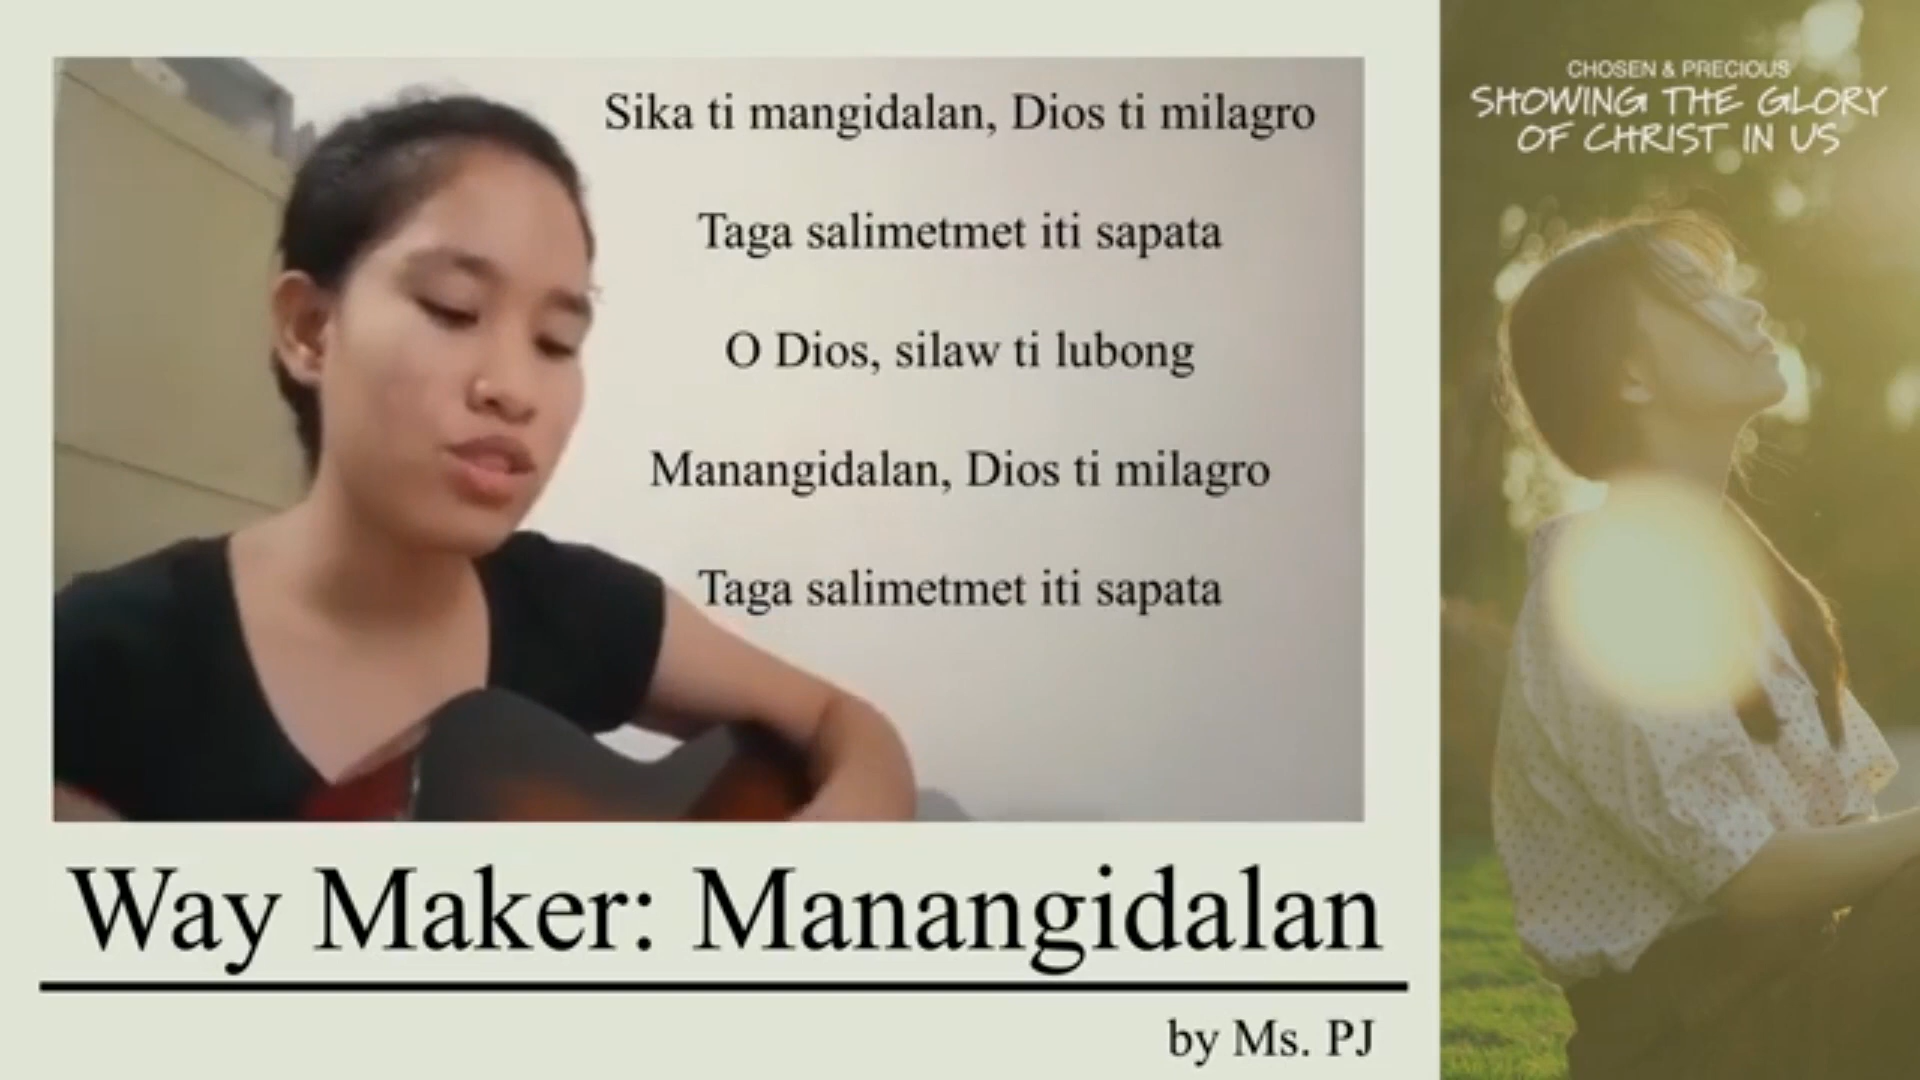 Sika ti mangidalan, Dios ti milagro
Taga salimetmet iti sapata
O Dios, silaw ti lubong
Manangidalan, Dios ti milagro
Taga salimetmet iti sapata
Way Maker: Manangidalan
by Ms. PJ
CHOSEN & PRECIOUS
SHOWING THE GLORY
OF CHRIST IN US